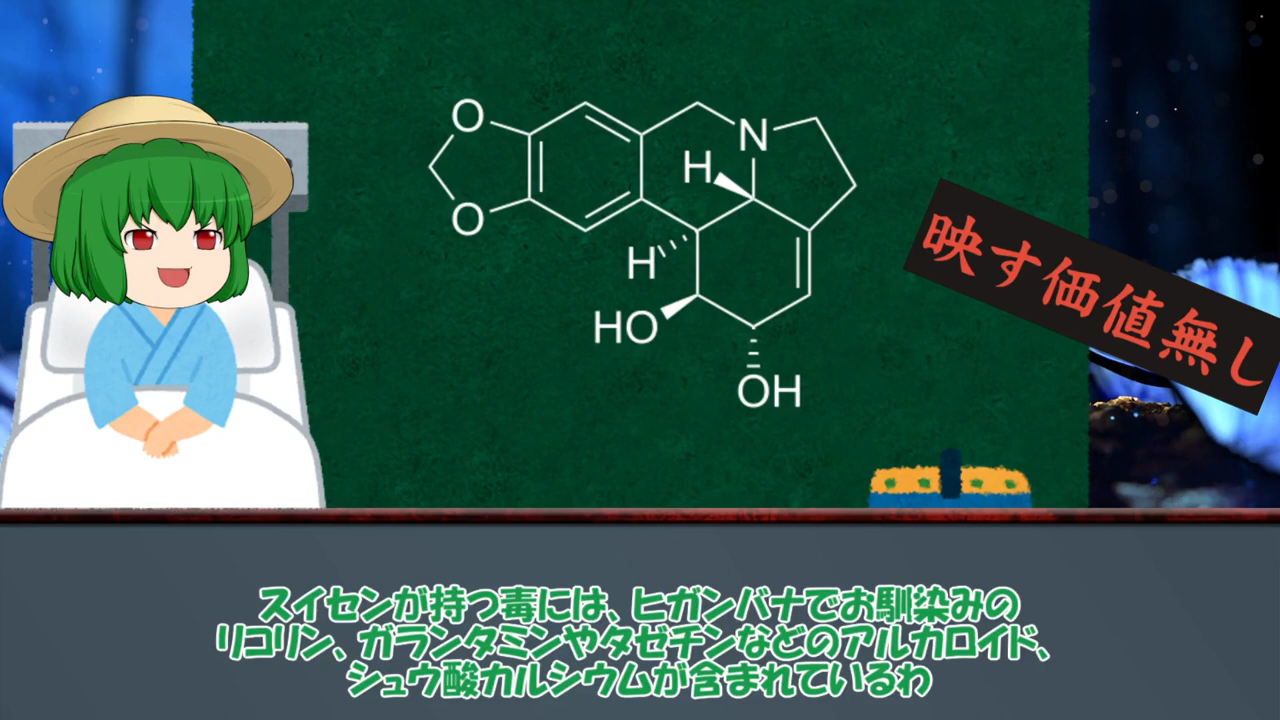 O
N
H
O
H
HO
OH
映す価値無し
スイセンが持つ毒には、ヒガンバナでお馴染みの
リコリン、ガランタミンやタゼチンなどのアルカロイド、
シュウ酸カルシウムが含まれているわ